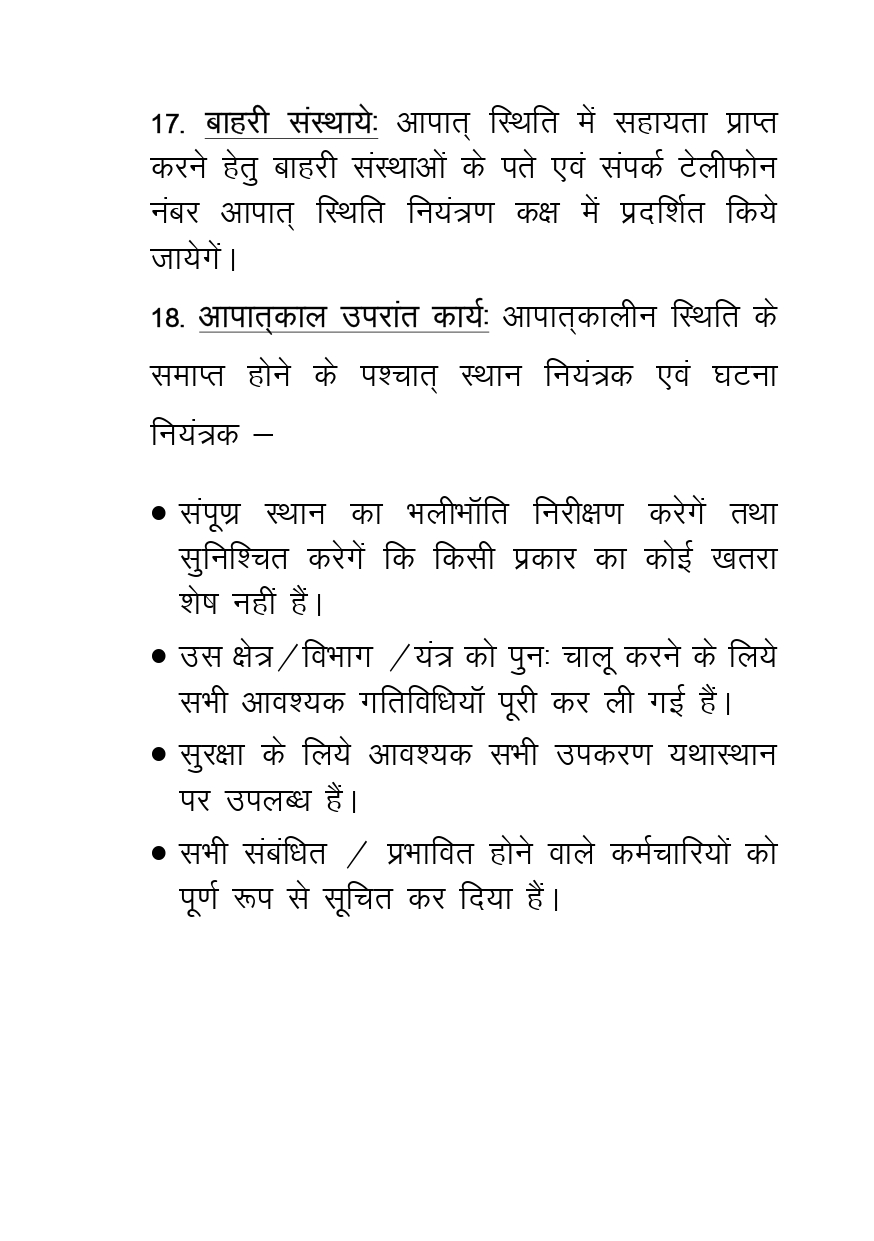 17. बाहरी संस्थाये: आपात् स्थिति में सहायता प्राप्त
करने हेतु बाहरी संस्थाओं के पते एवं संपर्क टेलीफोन
नंबर आपात् स्थिति नियंत्रण कक्ष में प्रदर्शित किये
जायेगें।
18. आपात्काल उपरांत कार्य: आपात्कालीन स्थिति के
समाप्त होने के पश्चात् स्थान नियंत्रक एवं घटना
नियंत्रक –
• संपूण्र स्थान का भलीभॉति निरीक्षण करेगें तथा
सुनिश्चित करेगें कि किसी प्रकार का कोई खतरा
शेष नहीं हैं।
• उस क्षेत्र/विभाग /यंत्र को पुनः चालू करने के लिये
सभी आवश्यक गतिविधियॉ पूरी कर ली गई हैं।
• सुरक्षा के लिये आवश्यक सभी उपकरण यथास्थान
पर उपलब्ध हैं।
• सभी संबंधित / प्रभावित होने वाले कर्मचारियों को
पूर्ण रूप से सूचित कर दिया हैं।